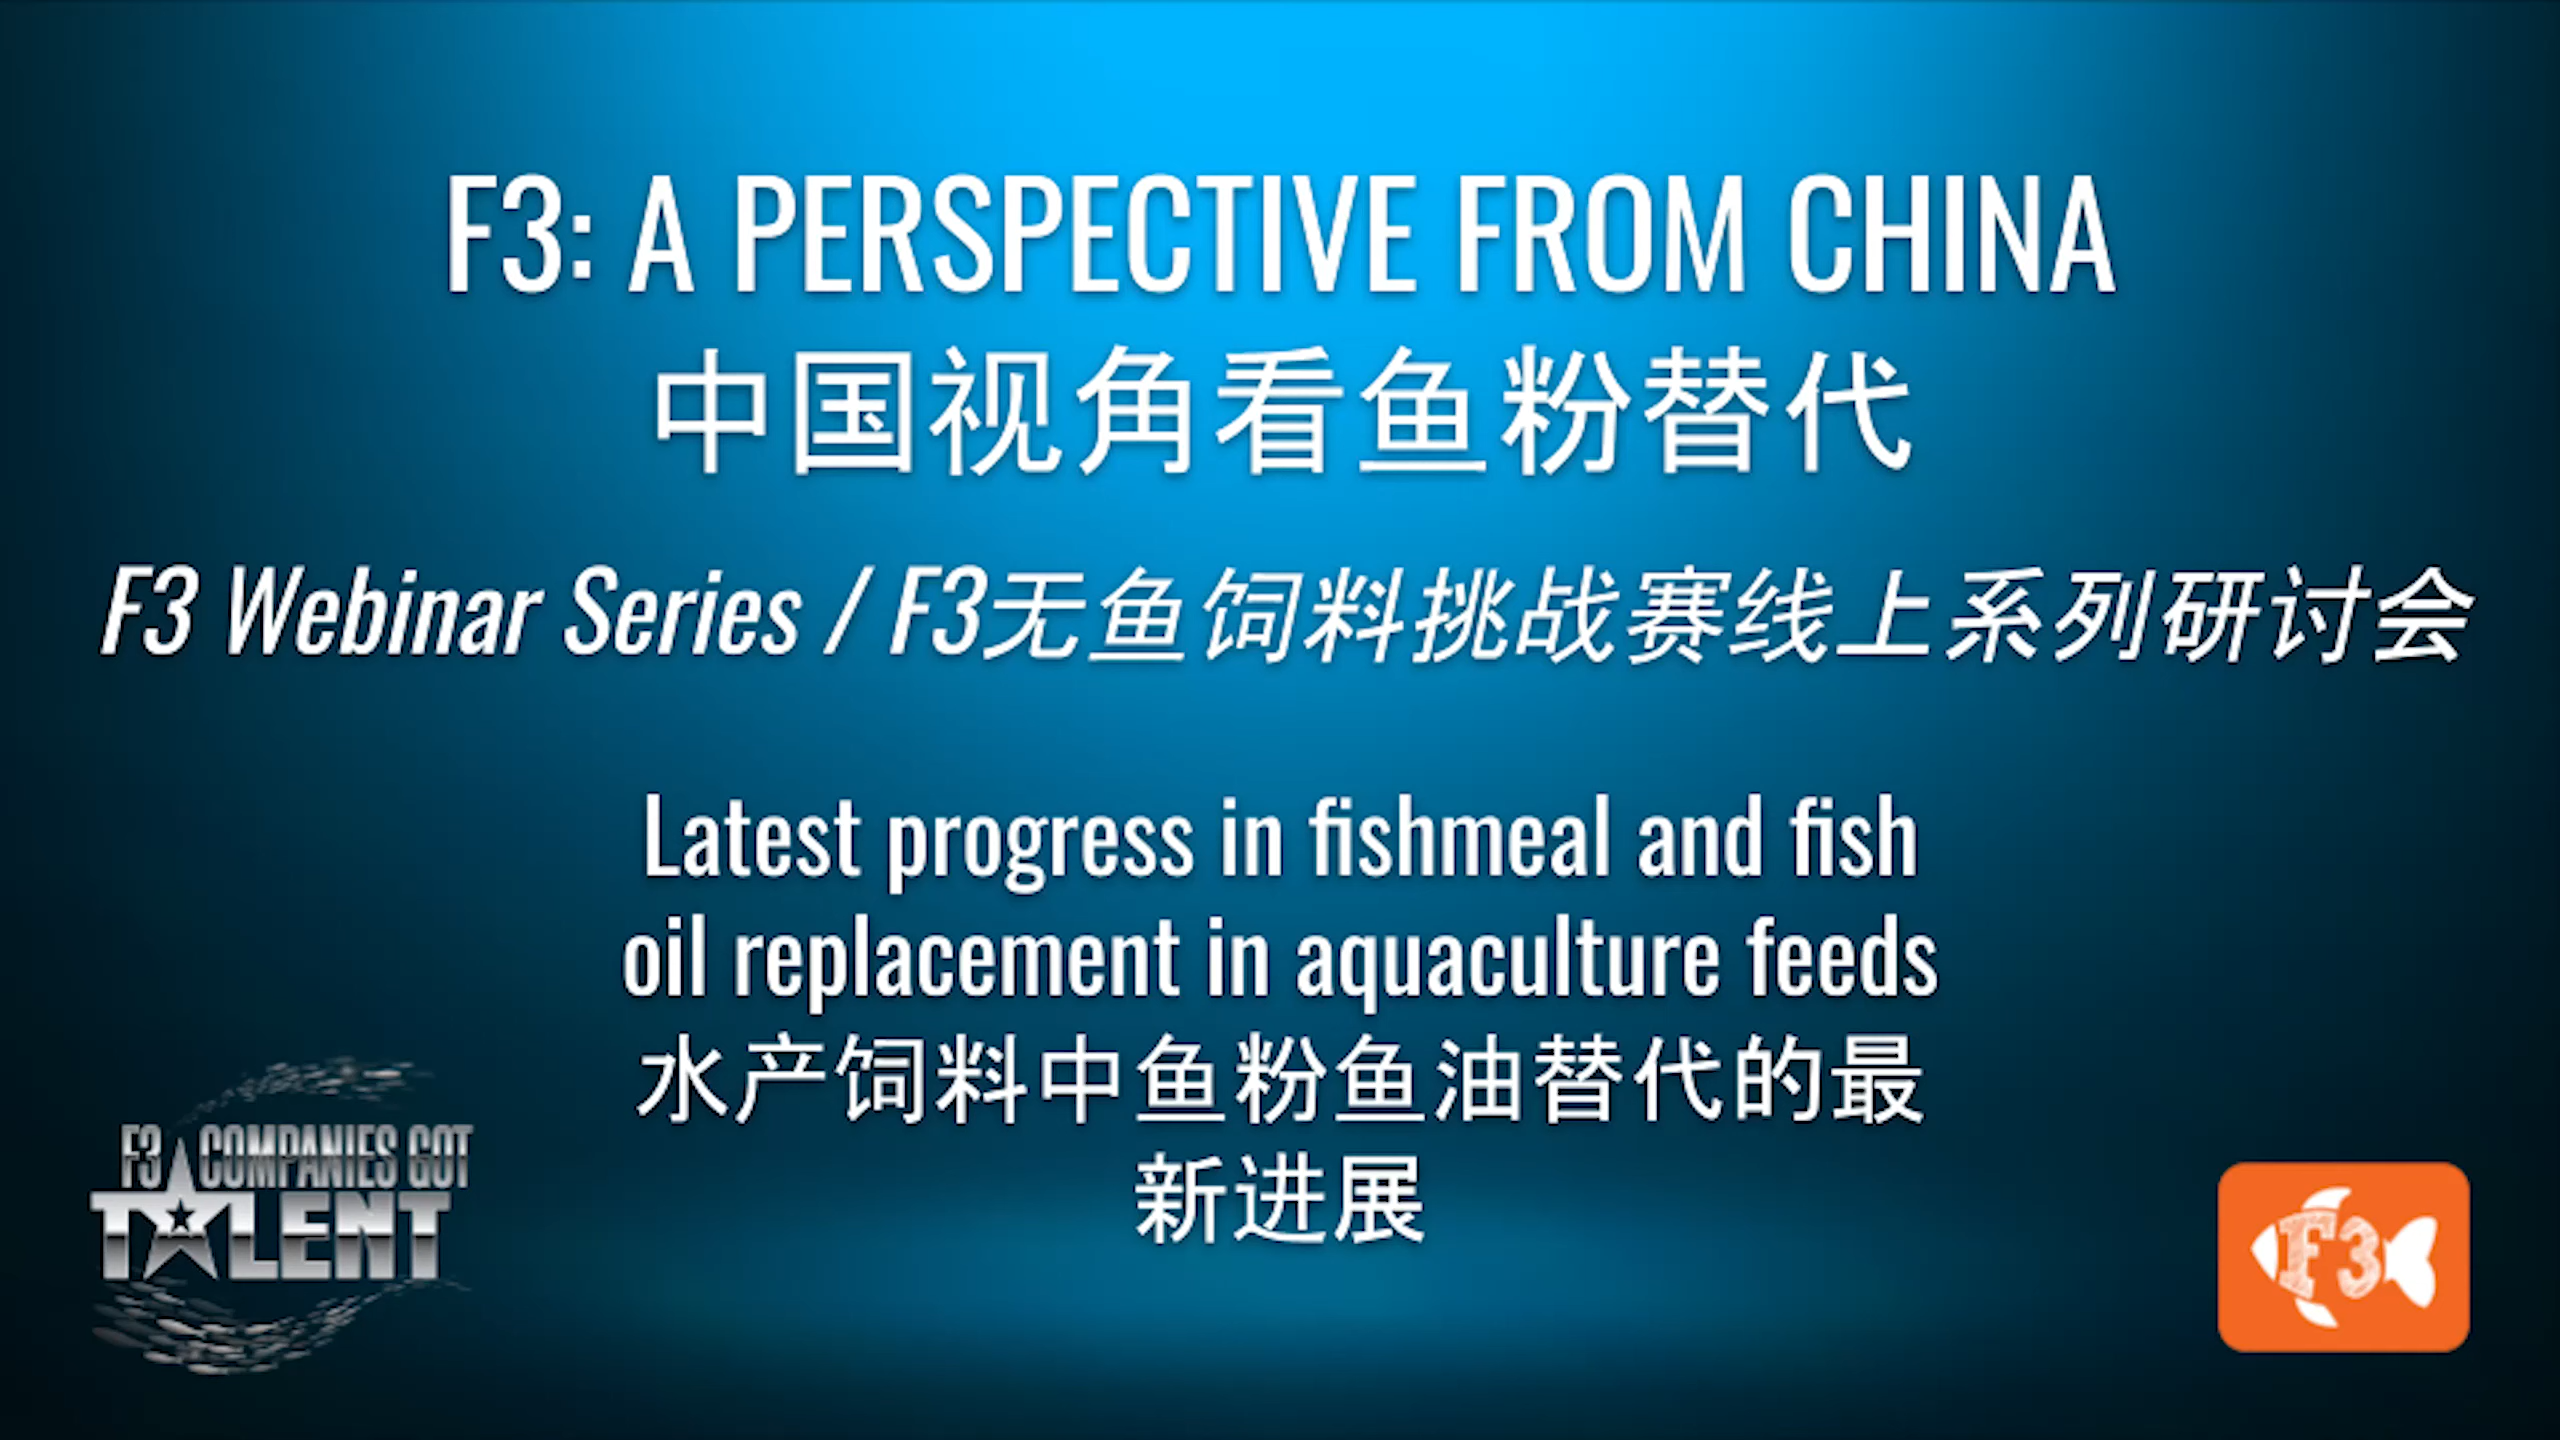 F3: A PERSPECTIVE FROM CHINA
中国视角看鱼粉替代
F3 Webinar Series / F3无鱼饲料挑战赛线上系列研讨会
Latest progress in fishmeal and fish
oil replacement in aquaculture feeds
水产饲料中鱼粉鱼油替代的最
新进展
F3 COMPANIES GOT
TALENT
F3